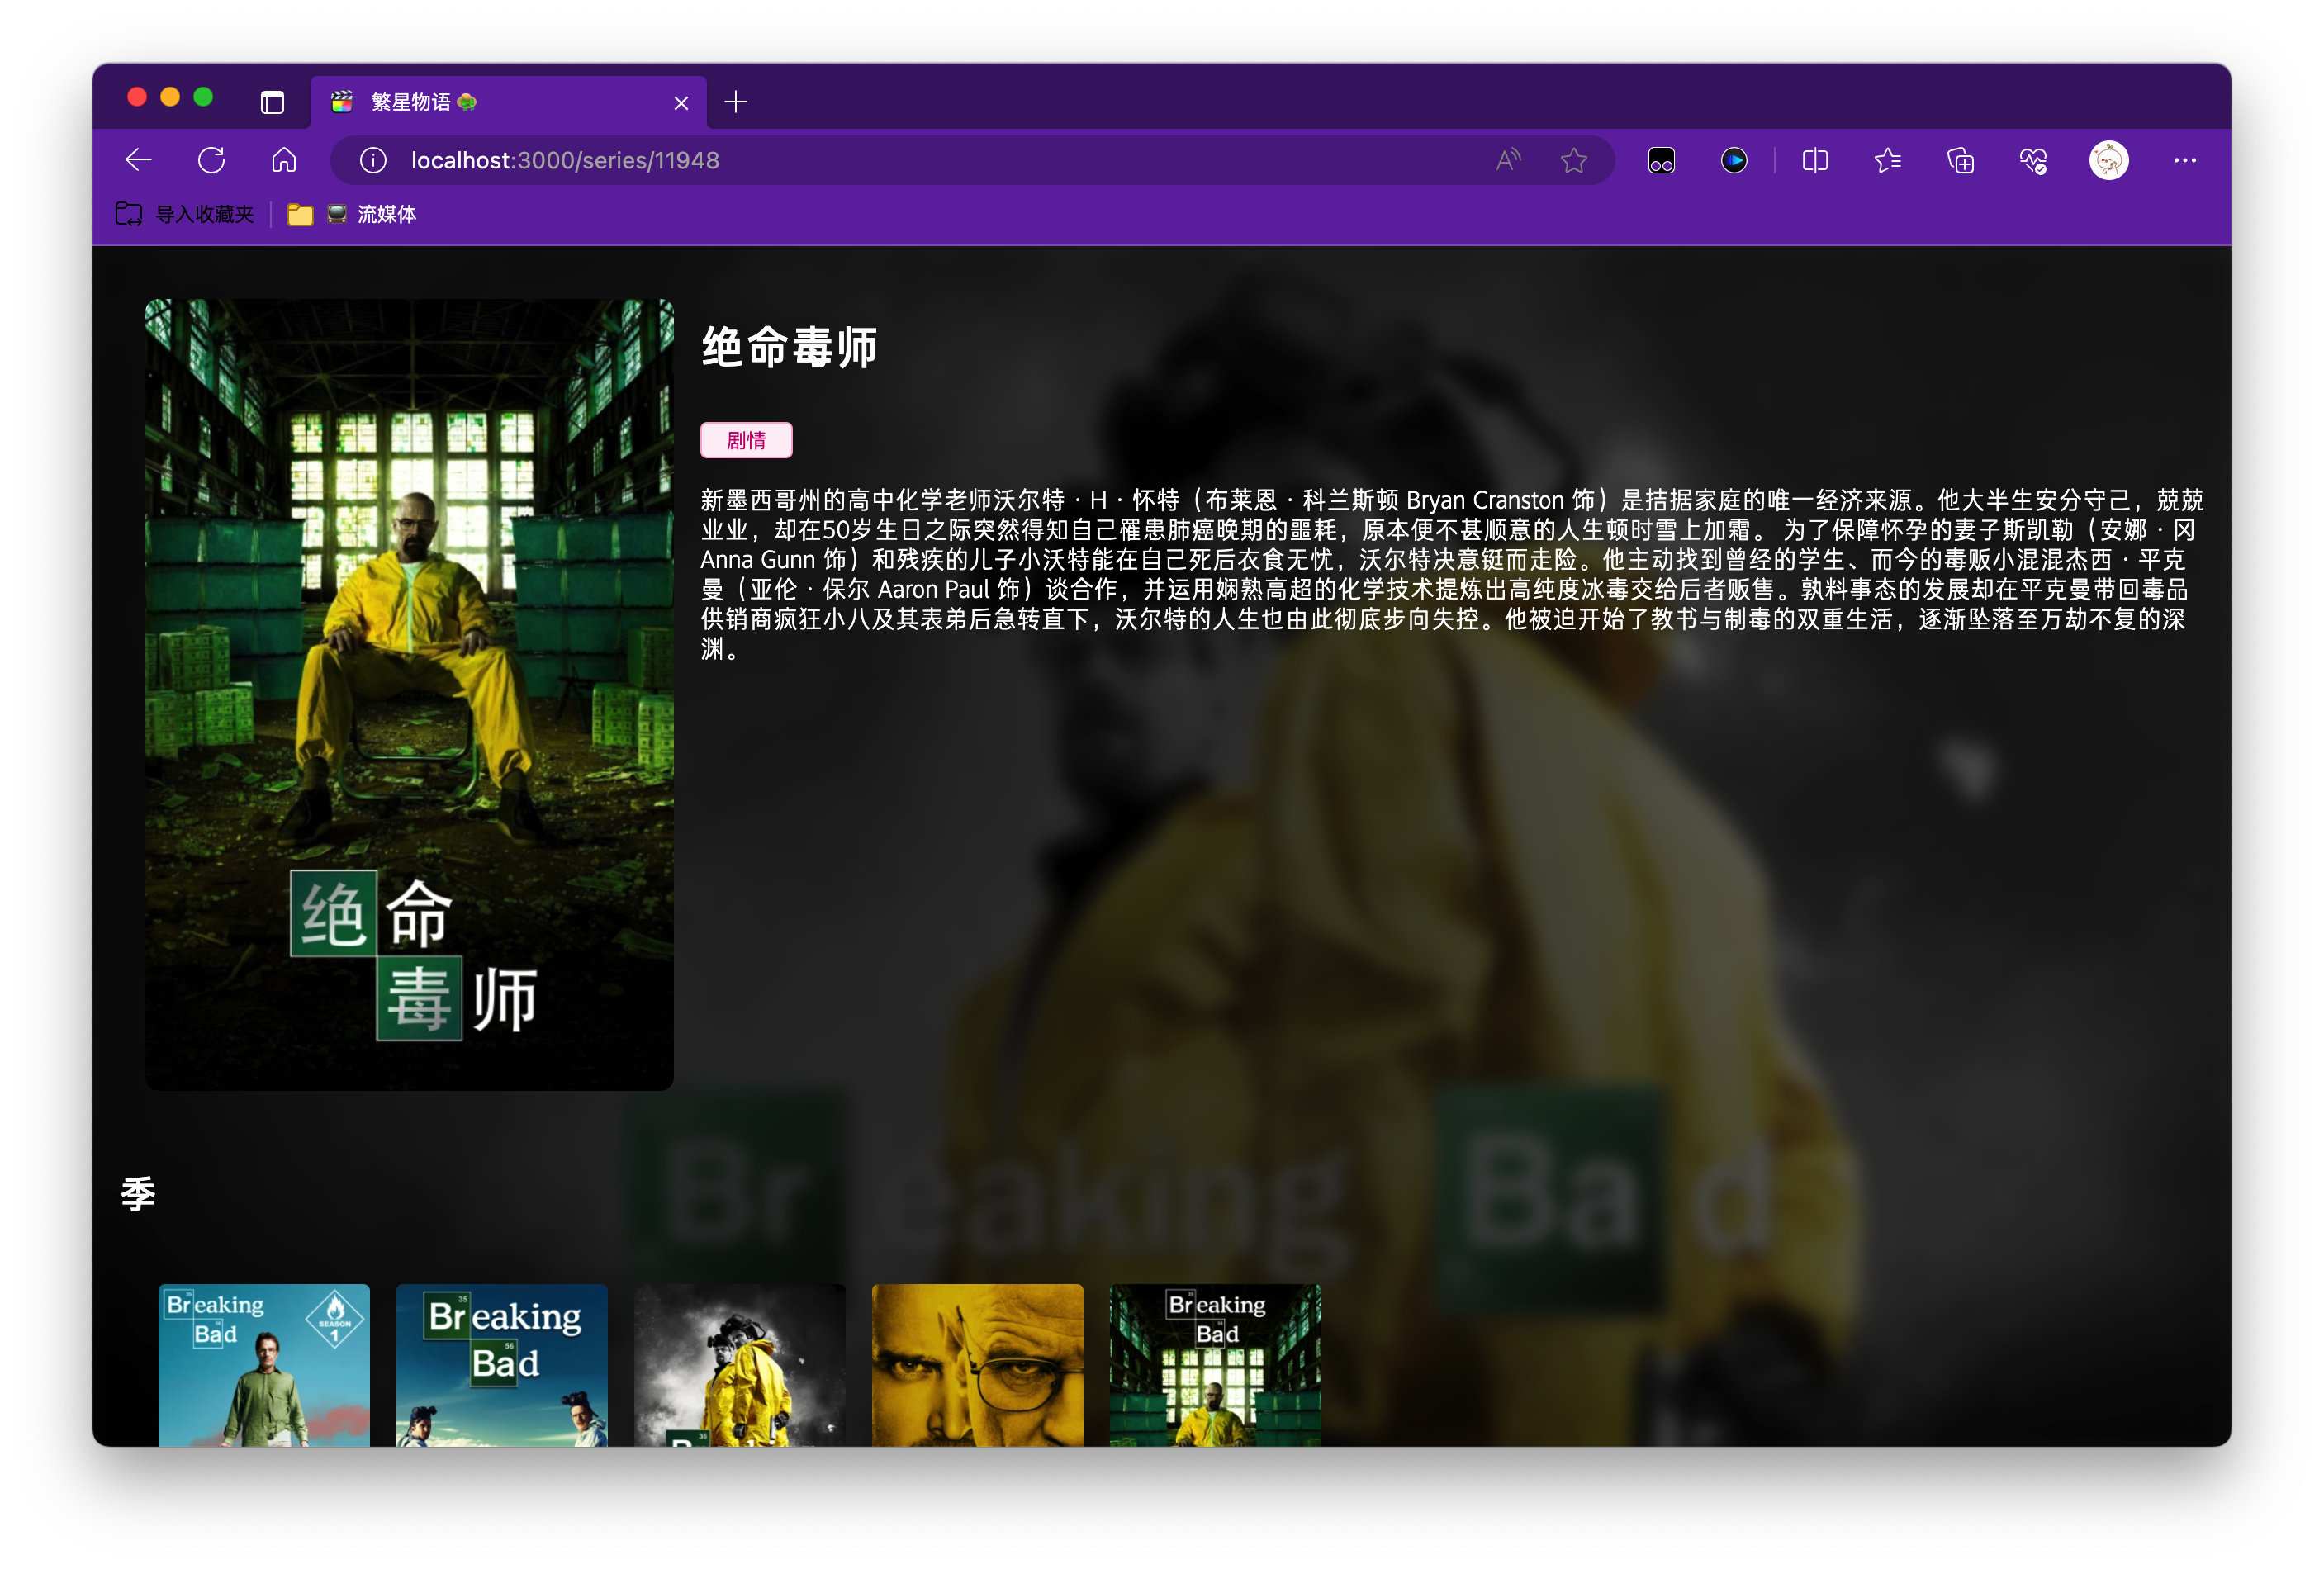 繁星物语
localhost:3000/series/11948
导入收藏夹
流媒体
绝命毒师
剧情
新墨西哥州的高中化学老师沃尔特·H·怀特（布莱恩·科兰斯顿 Bryan Cranston 饰）是拮据家庭的唯一经济来源。他大半生安分守己，兢兢
业业，却在50岁生日之际突然得知自己罹患肺癌晚期的噩耗，原本便不甚顺意的人生顿时雪上加霜。 为了保障怀孕的妻子斯凯勒（安娜·冈
Anna Gunn 饰）和残疾的儿子小沃特能在自己死后衣食无忧，沃尔特决意铤而走险。他主动找到曾经的学生、而今的毒贩小混混杰西·平克
曼（亚伦·保尔 Aaron Paul 饰）谈合作，并运用娴熟高超的化学技术提炼出高纯度冰毒交给后者贩售。孰料事态的发展却在平克曼带回毒品
供销商疯狂小八及其表弟后急转直下，沃尔特的人生也由此彻底步向失控。他被迫开始了教书与制毒的双重生活，逐渐坠落至万劫不复的深
渊。
绝命
毒师
Breaking Bad
季
Breaking
Bad
SEASON
1
35
Breaking
56
Bad
35
Breaking
Bad